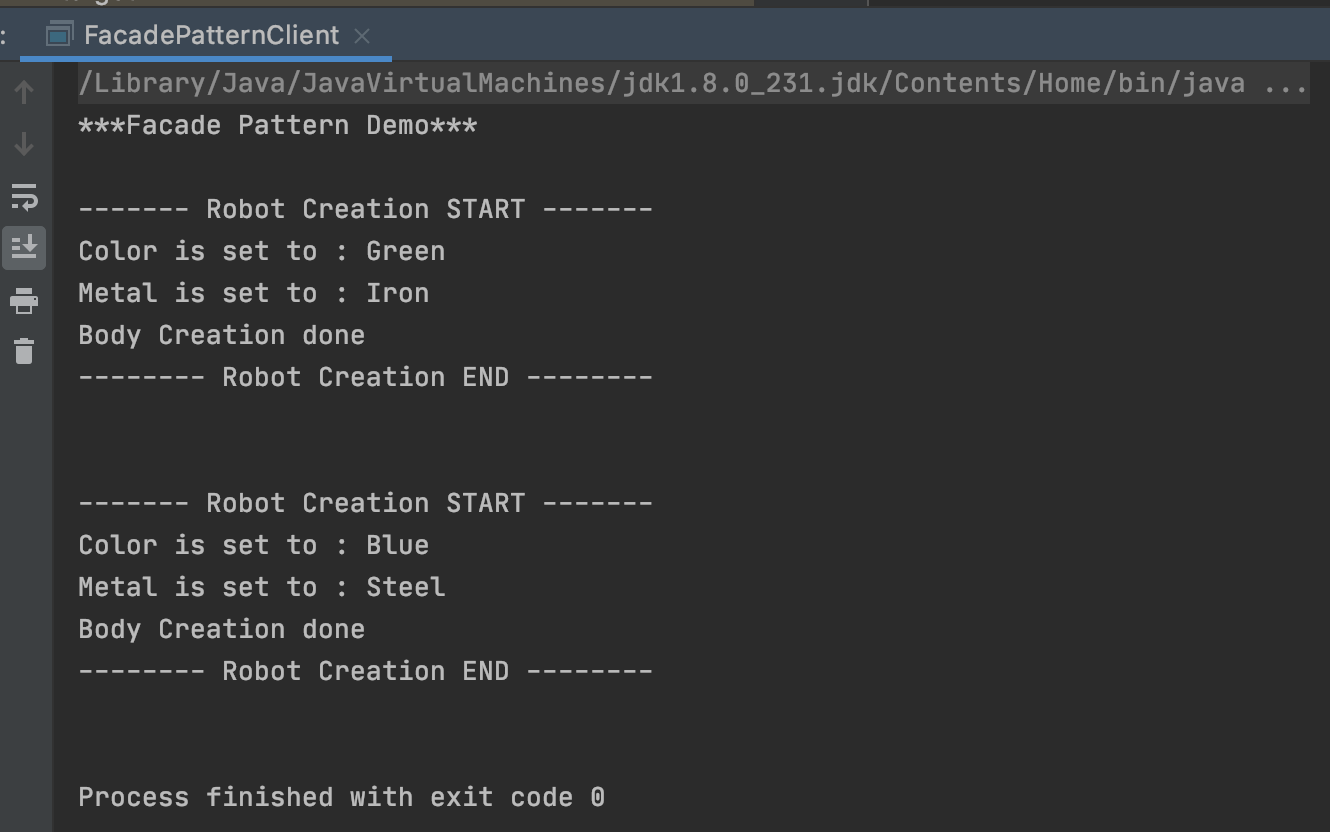 : FacadePatternClient
/Library/Java/JavaVirtualMachines/jdk1.8.0_231.jdk/Contents/Home/bin/java ...
***Facade Pattern Demo***
------- Robot Creation START -------
Color is set to : Green
Metal is set to : Iron
Body Creation done
-------- Robot Creation END --------
------- Robot Creation START -------
Color is set to : Blue
Metal is set to : Steel
Body Creation done
-------- Robot Creation END --------
Process finished with exit code 0